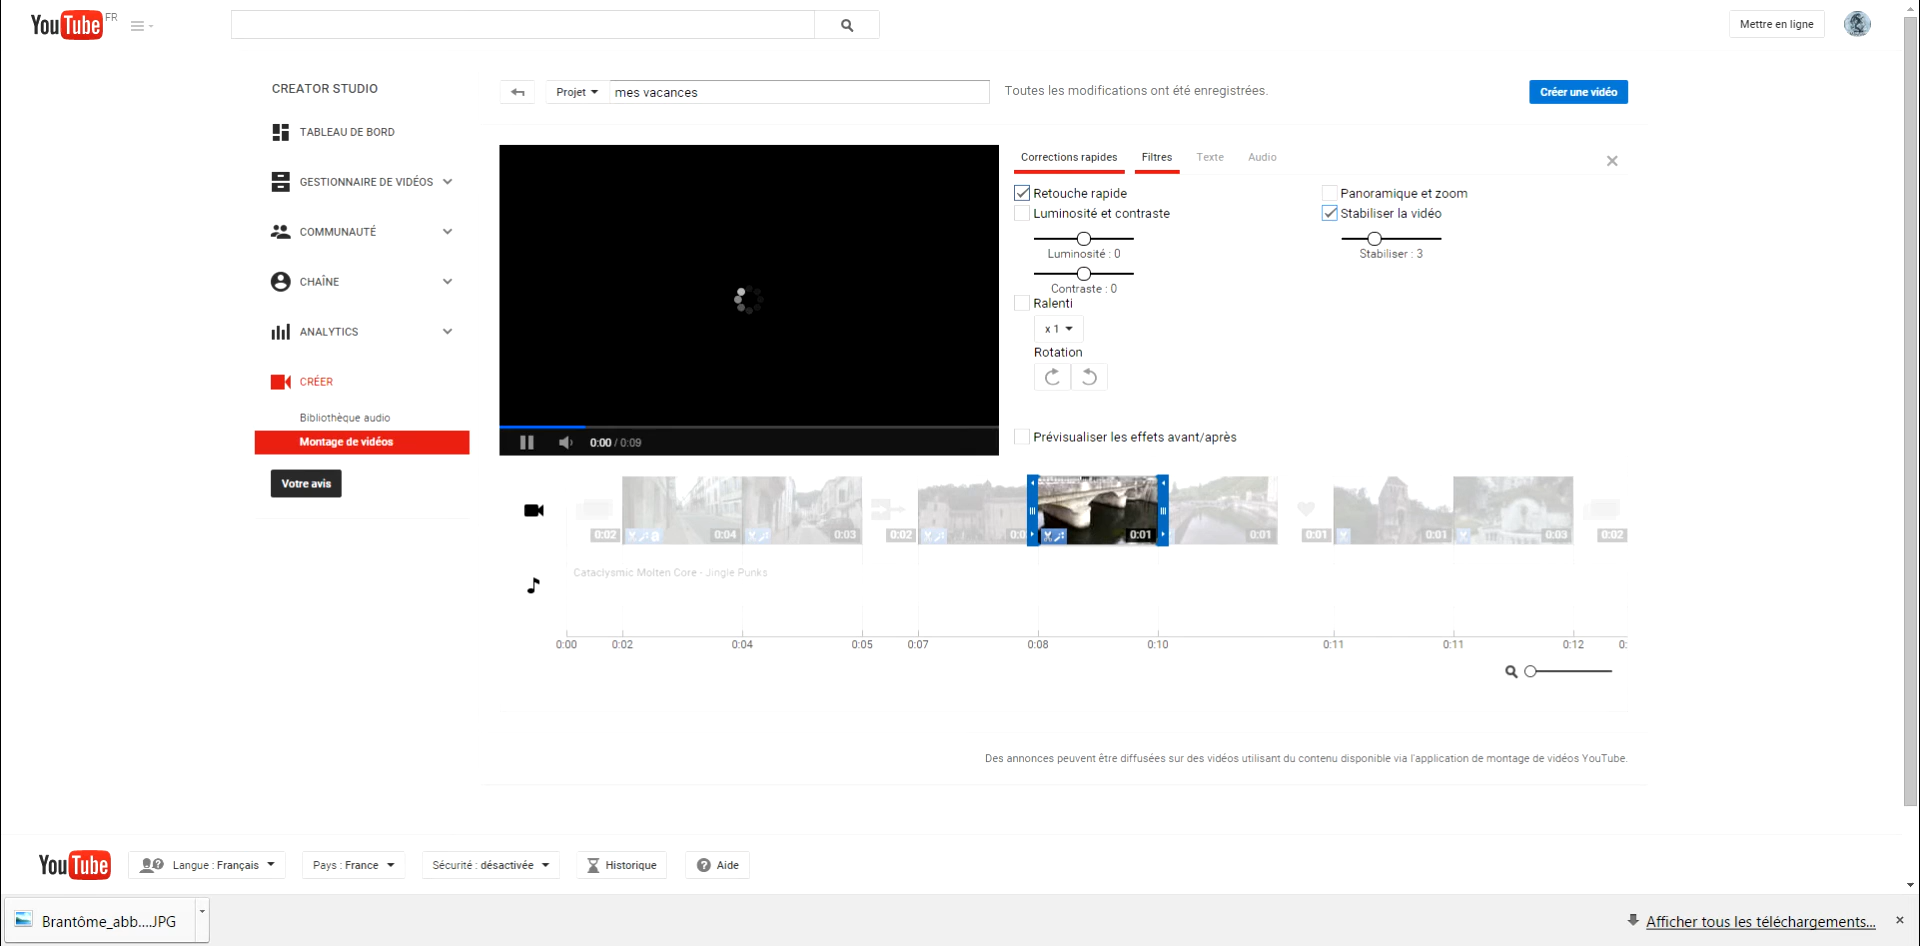 YouTube FR
Mettre en ligne
CREATOR STUDIO
Projet
mes vacances
Toutes les modifications ont été enregistrées.
Créer une vidéo
TABLEAU DE BORD
GESTIONNAIRE DE VIDÉOS
COMMUNAUTÉ
CHAÎNE
ANALYTICS
CRÉER
Bibliothèque audio
Montage de vidéos
Votre avis
0:00 / 0:09
Corrections rapides
Filtres
Texte
Audio
Retouche rapide
Panoramique et zoom
Luminosité et contraste
Stabiliser la vidéo
Luminosité : 0
Stabiliser : 3
Contraste : 0
Ralenti
x 1
Rotation
Prévisualiser les effets avant/après
0:02
a
0:04
0:03
0:02
0:0
0:01
0:01
0:01
0:01
0:03
0:02
Cataclysmic Molten Core - Jingle Punks
0:00 0:02 0:04 0:05 0:07 0:08 0:10 0:11 0:11 0:12 0:
Des annonces peuvent être diffusées sur des vidéos utilisant du contenu disponible via l'application de montage de vidéos YouTube.
YouTube
Langue : Français
Pays : France
Sécurité : désactivée
Historique
Aide
Brantôme_abb....JPG
Afficher tous les téléchargements...